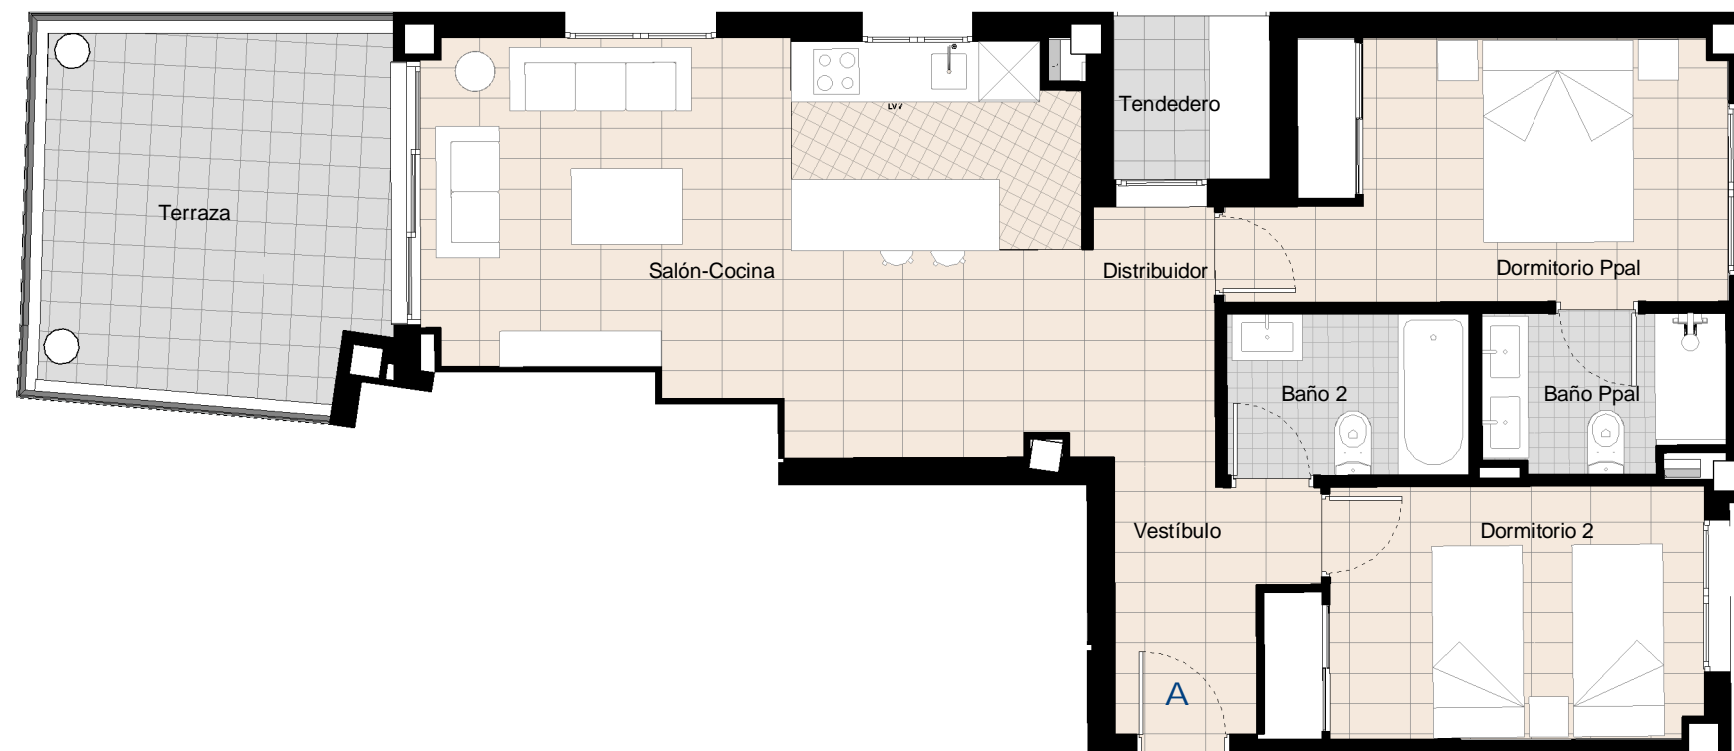 Tendedero
Terraza
Salón-Cocina
Distribuidor
Dormitorio Ppal
Baño 2
Baño Ppal
Vestíbulo
Dormitorio 2
A